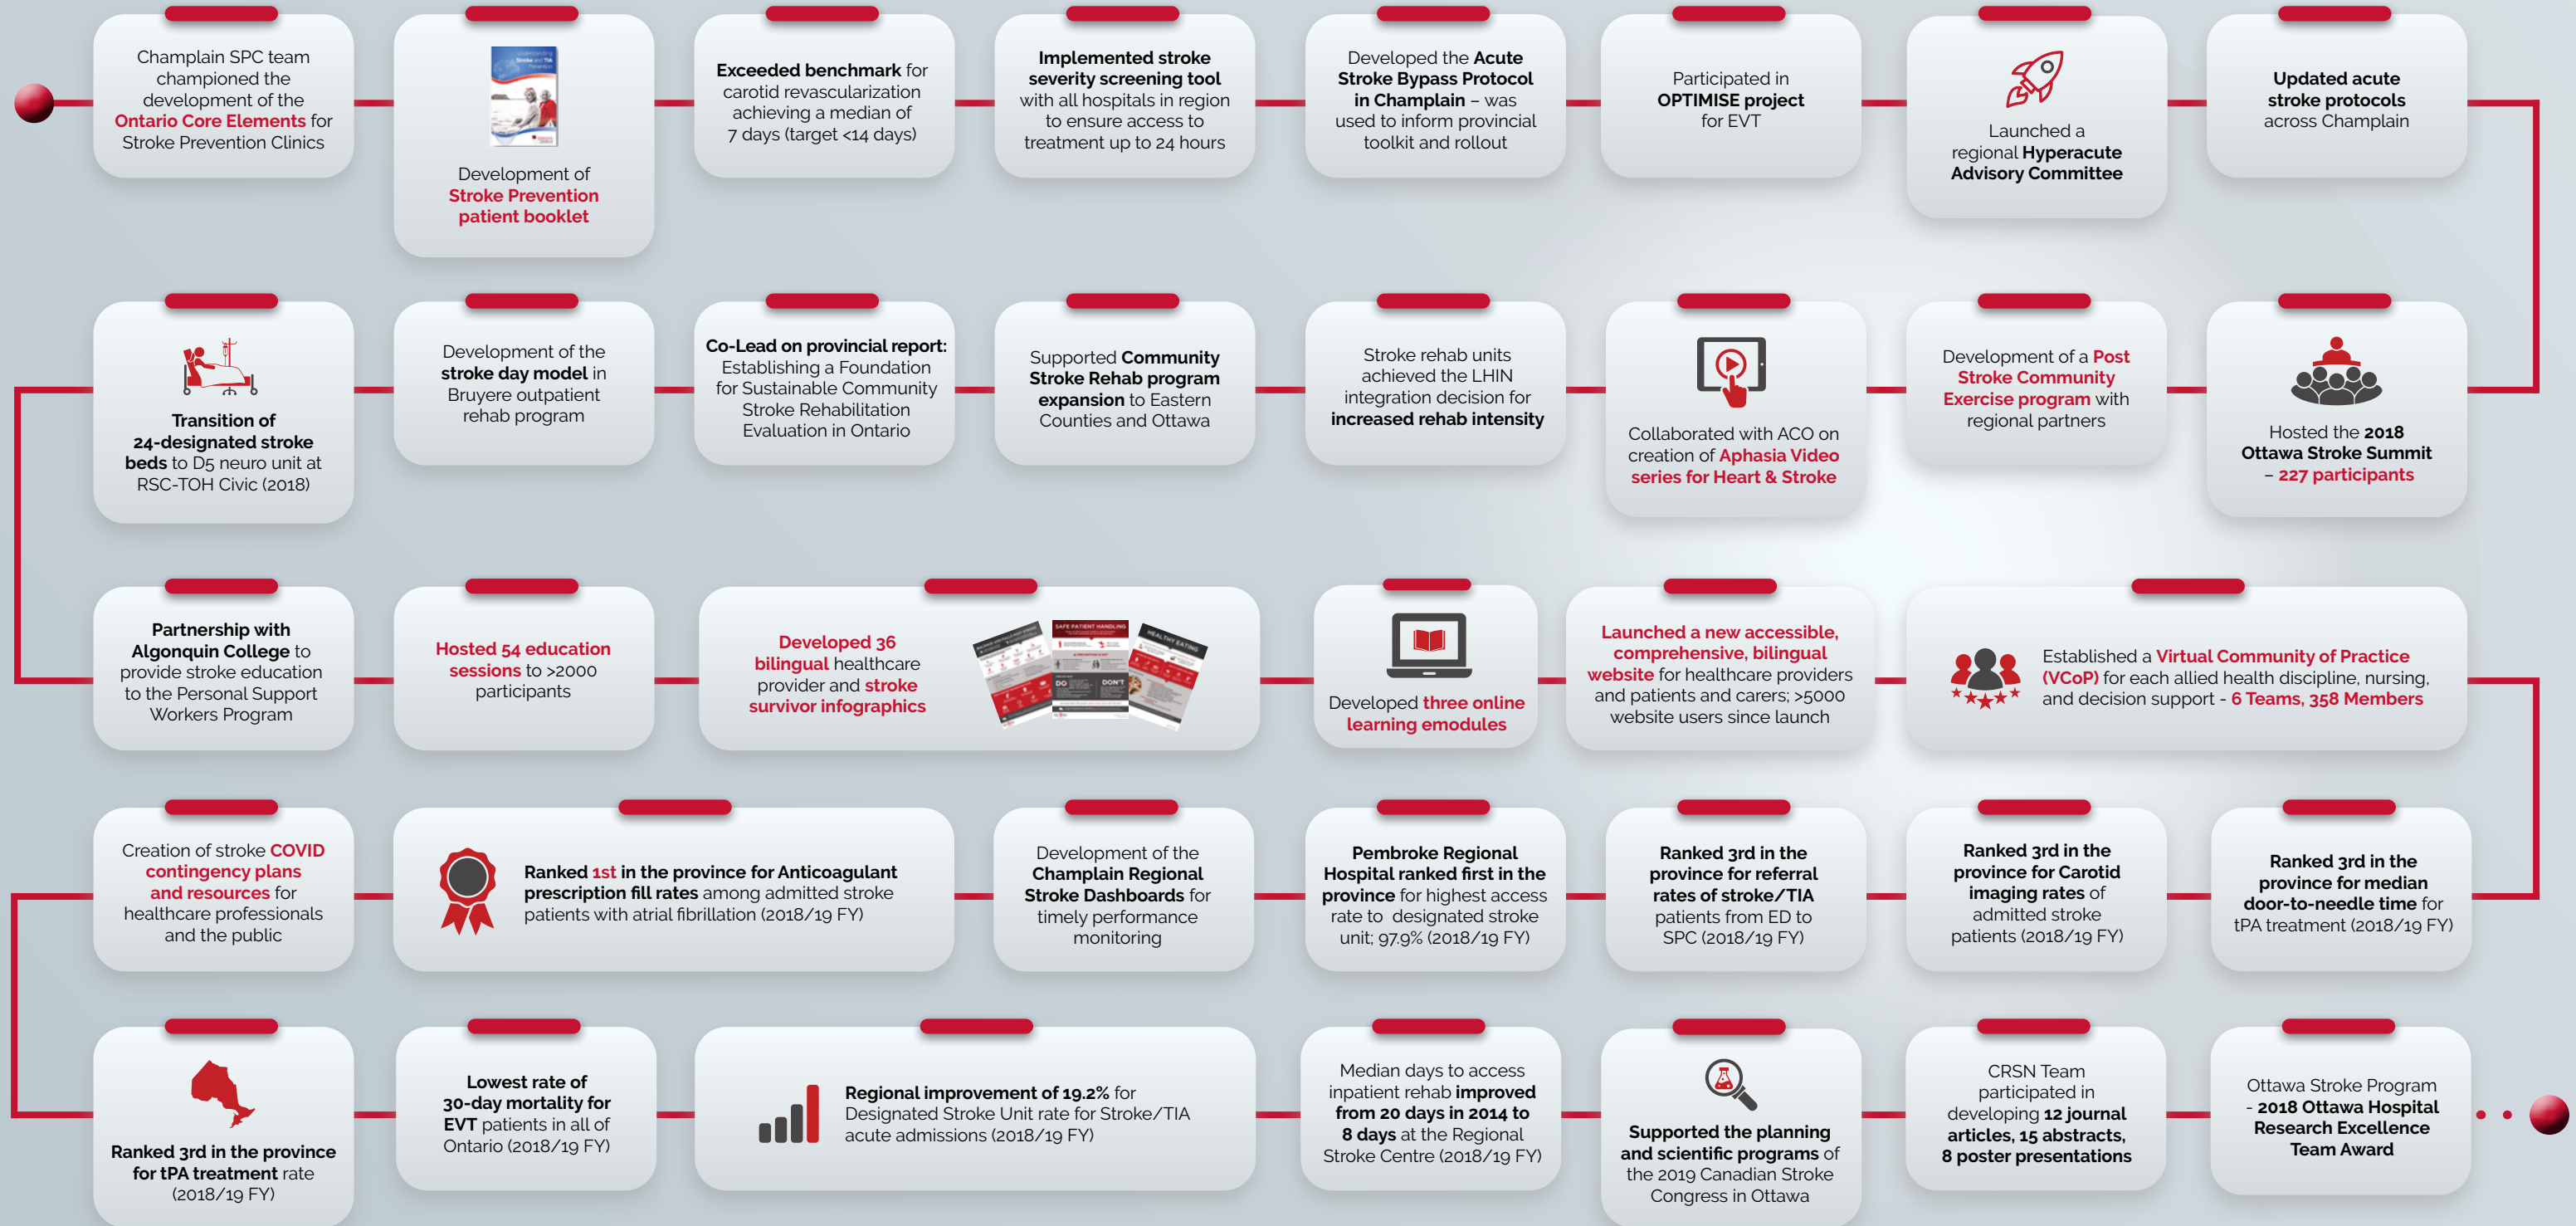 Champlain SPC team
championed the
development of the
Ontario Core Elements for
Stroke Prevention Clinics
Stroke and TIA
Prevention
Development of
Stroke Prevention
patient booklet
Exceeded benchmark for
carotid revascularization
achieving a median of
7 days (target <14 days)
Implemented stroke
severity screening tool
with all hospitals in region
to ensure access to
treatment up to 24 hours
Developed the Acute
Stroke Bypass Protocol
in Champlain – was
used to inform provincial
toolkit and rollout
Participated in
OPTIMISE project
for EVT
Launched a
regional Hyperacute
Advisory Committee
Updated acute
stroke protocols
across Champlain
Hosted the 2018
Ottawa Stroke Summit
– 227 participants
Development of a Post
Stroke Community
Exercise program with
regional partners
Collaborated with ACO on
creation of Aphasia Video
series for Heart & Stroke
Stroke rehab units
achieved the LHIN
integration decision for
increased rehab intensity
Supported Community
Stroke Rehab program
expansion to Eastern
Counties and Ottawa
Co-Lead on provincial report:
Establishing a Foundation
for Sustainable Community
Stroke Rehabilitation
Evaluation in Ontario
Development of the
stroke day model in
Bruyere outpatient
rehab program
Transition of
24-designated stroke
beds to D5 neuro unit at
RSC-TOH Civic (2018)
Partnership with
Algonquin College to
provide stroke education
to the Personal Support
Workers Program
Hosted 54 education
sessions to >2000
participants
Developed 36
bilingual healthcare
provider and stroke
survivor infographics
SAFE PATIENT HANDLING
DO
DON'T
HEALTHY EATING
Developed three online
learning emodules
Launched a new accessible,
comprehensive, bilingual
website for healthcare providers
and patients and carers; >5000
website users since launch
Established a Virtual Community of Practice
(VCoP) for each allied health discipline, nursing,
and decision support - 6 Teams, 358 Members
Ranked 3rd in the
province for median
door-to-needle time for
tPA treatment (2018/19 FY)
Ranked 3rd in the
province for Carotid
imaging rates of
admitted stroke
patients (2018/19 FY)
Ranked 3rd in the
province for referral
rates of stroke/TIA
patients from ED to
SPC (2018/19 FY)
Pembroke Regional
Hospital ranked first in the
province for highest access
rate to designated stroke
unit; 97.9% (2018/19 FY)
Development of the
Champlain Regional
Stroke Dashboards for
timely performance
monitoring
Ranked 1st in the province for Anticoagulant
prescription fill rates among admitted stroke
patients with atrial fibrillation (2018/19 FY)
Creation of stroke COVID
contingency plans
and resources for
healthcare professionals
and the public
Ranked 3rd in the province
for tPA treatment rate
(2018/19 FY)
Lowest rate of
30-day mortality for
EVT patients in all of
Ontario (2018/19 FY)
Regional improvement of 19.2% for
Designated Stroke Unit rate for Stroke/TIA
acute admissions (2018/19 FY)
Median days to access
inpatient rehab improved
from 20 days in 2014 to
8 days at the Regional
Stroke Centre (2018/19 FY)
Supported the planning
and scientific programs of
the 2019 Canadian Stroke
Congress in Ottawa
CRSN Team
participated in
developing 12 journal
articles, 15 abstracts,
8 poster presentations
Ottawa Stroke Program
- 2018 Ottawa Hospital
Research Excellence
Team Award